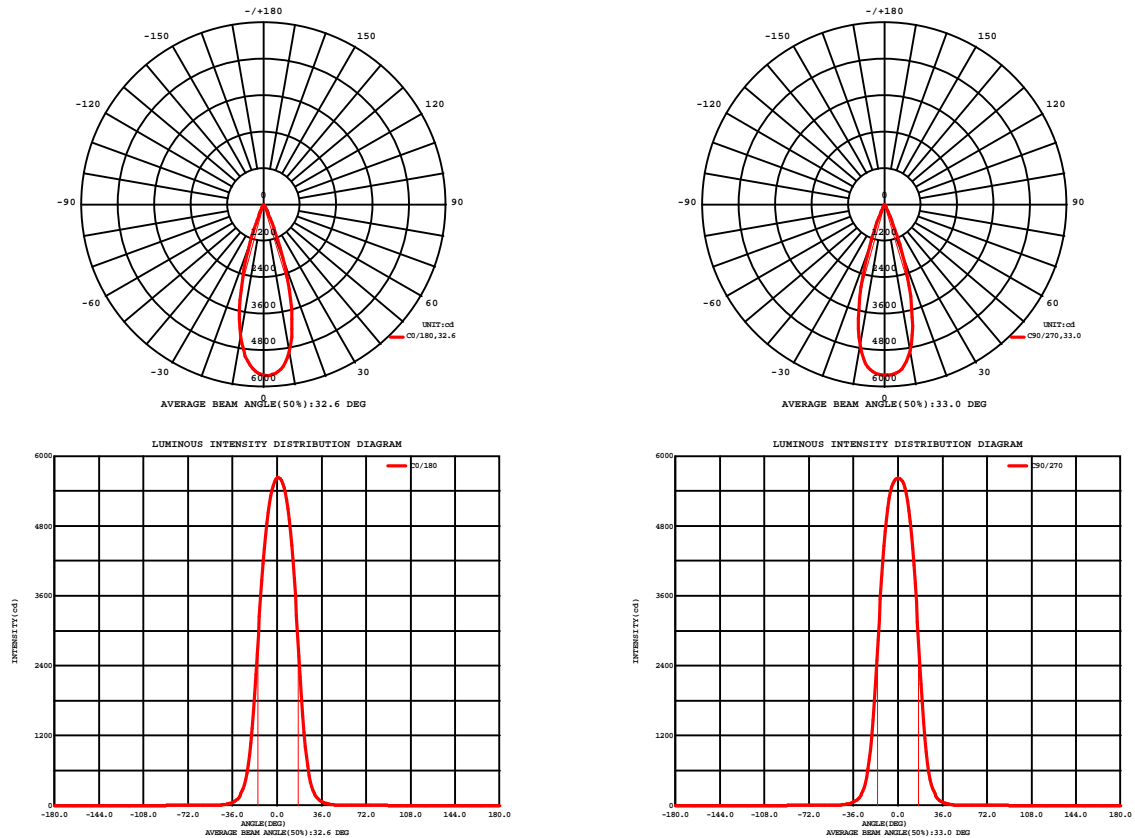 -/+180
-150
150
-120
120
-90
90
-60
60
-30
30
0
0
1200
2400
3600
4800
6000
UNIT:cd
C0/180,32.6
AVERAGE BEAM ANGLE(50%):32.6 DEG
-/+180
-150
150
-120
120
-90
90
-60
60
-30
30
0
0
1200
2400
3600
4800
6000
UNIT:cd
C90/270,33.0
AVERAGE BEAM ANGLE(50%):33.0 DEG
LUMINOUS INTENSITY DISTRIBUTION DIAGRAM
C0/180
6000
4800
3600
2400
1200
0
INTENSITY(cd)
-180.0 -144.0 -108.0 -72.0 -36.0 0.0 36.0 72.0 108.0 144.0 180.0
ANGLE(DEG)
AVERAGE BEAM ANGLE(50%):32.6 DEG
LUMINOUS INTENSITY DISTRIBUTION DIAGRAM
C90/270
6000
4800
3600
2400
1200
0
INTENSITY(cd)
-180.0 -144.0 -108.0 -72.0 -36.0 0.0 36.0 72.0 108.0 144.0 180.0
ANGLE(DEG)
AVERAGE BEAM ANGLE(50%):33.0 DEG